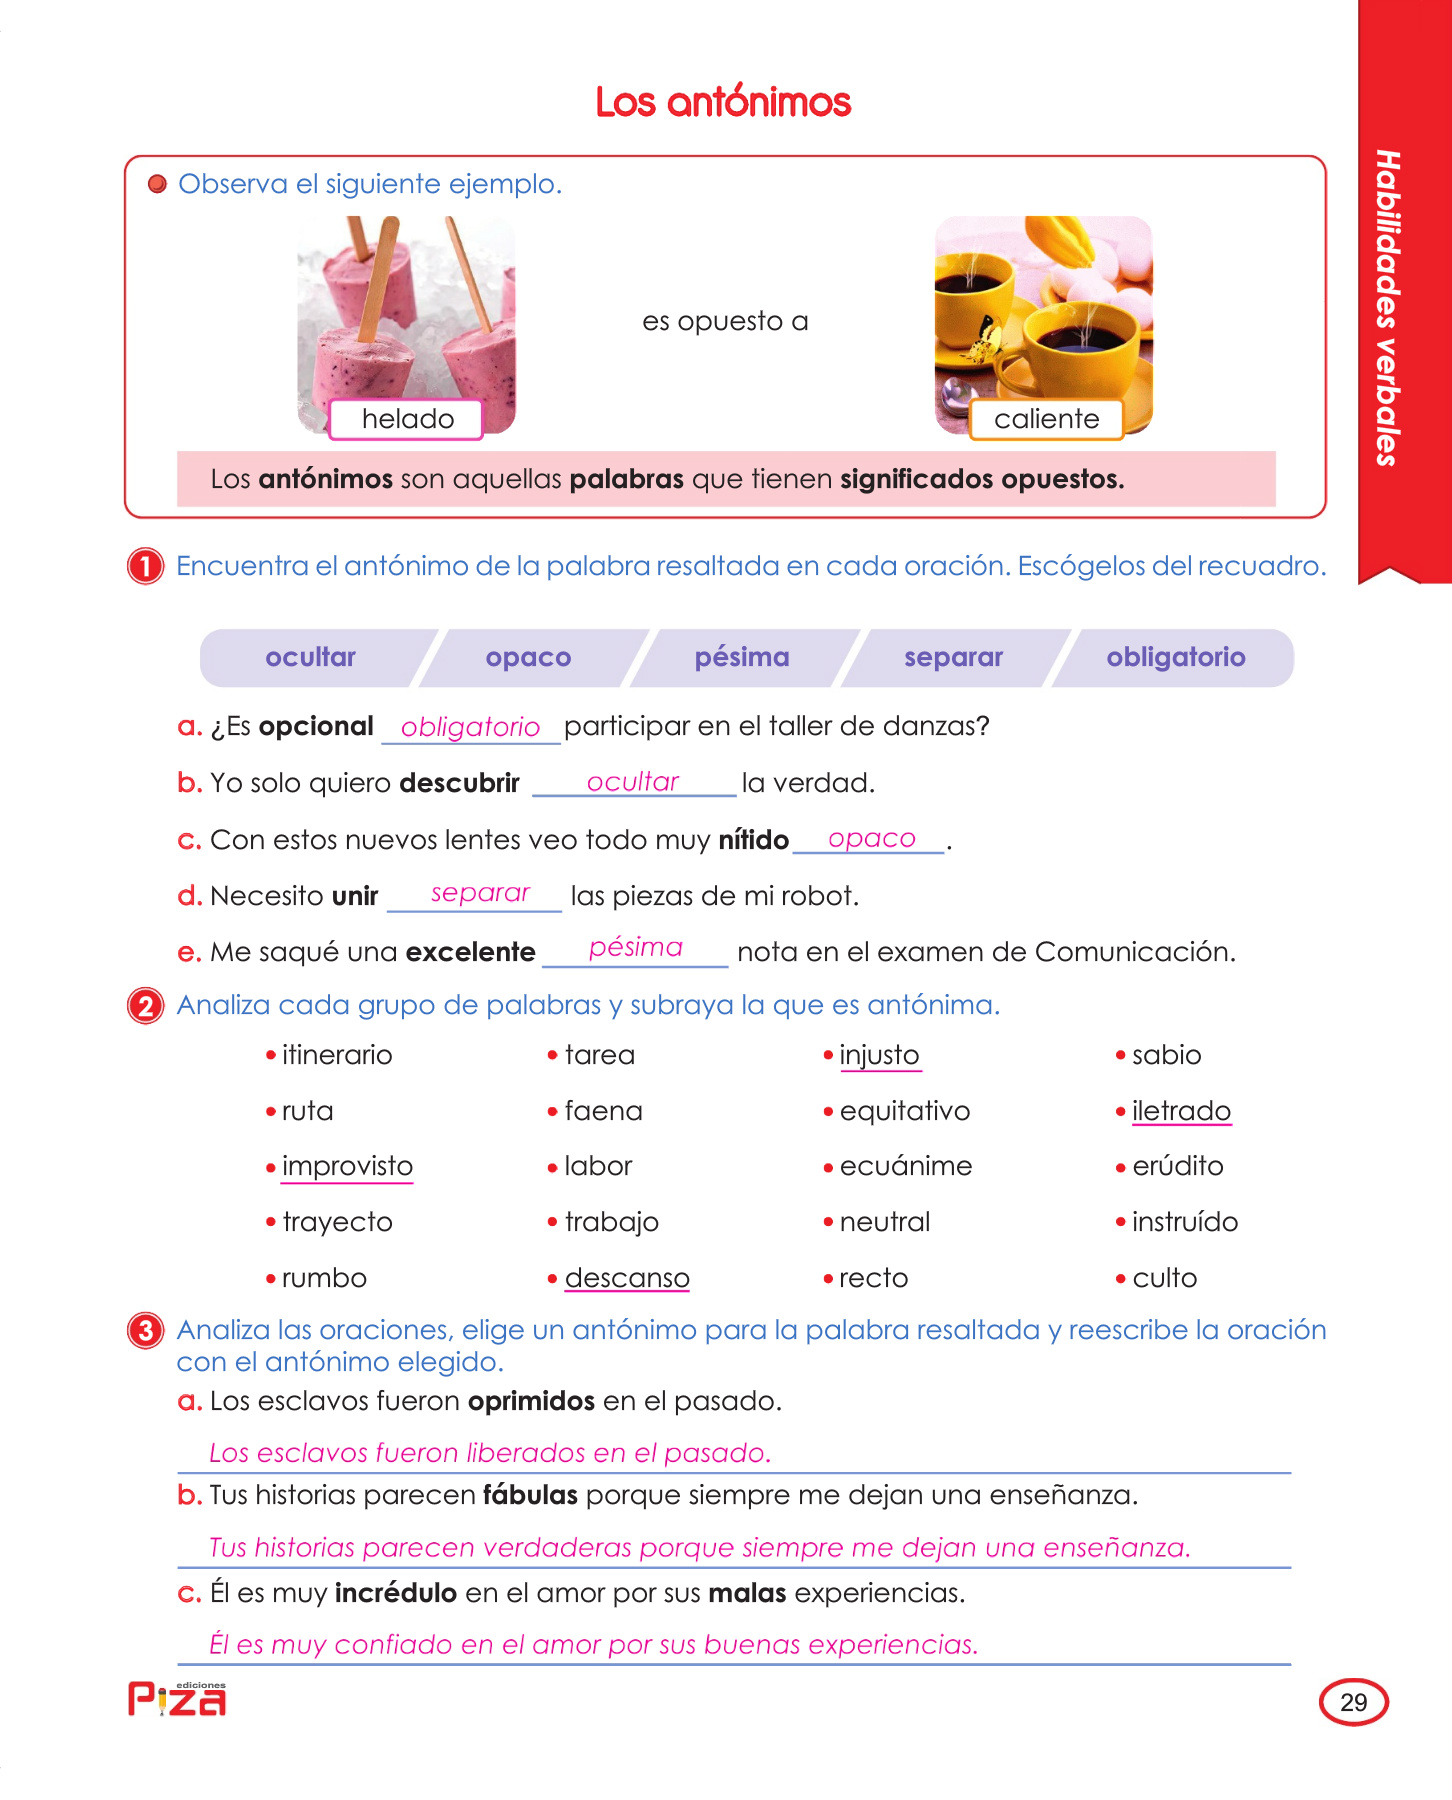 Los antónimos
Habilidades verbales
Observa el siguiente ejemplo.
helado
es opuesto a
caliente
Los antónimos son aquellas palabras que tienen significados opuestos.
1 Encuentra el antónimo de la palabra resaltada en cada oración. Escógelos del recuadro.
ocultar opaco pésima separar obligatorio
a. ¿Es opcional obligatorio participar en el taller de danzas?
b. Yo solo quiero descubrir ocultar la verdad.
c. Con estos nuevos lentes veo todo muy nítido opaco.
d. Necesito unir separar las piezas de mi robot.
e. Me saqué una excelente pésima nota en el examen de Comunicación.
2 Analiza cada grupo de palabras y subraya la que es antónima.
• itinerario • tarea • injusto • sabio
• ruta • faena • equitativo • iletrado
• improvisto • labor • ecuánime • erúdito
• trayecto • trabajo • neutral • instruído
• rumbo • descanso • recto • culto
3 Analiza las oraciones, elige un antónimo para la palabra resaltada y reescribe la oración
con el antónimo elegido.
a. Los esclavos fueron oprimidos en el pasado.
Los esclavos fueron liberados en el pasado.
b. Tus historias parecen fábulas porque siempre me dejan una enseñanza.
Tus historias parecen verdaderas porque siempre me dejan una enseñanza.
c. Él es muy incrédulo en el amor por sus malas experiencias.
Él es muy confiado en el amor por sus buenas experiencias.
ediciones
Piza
29